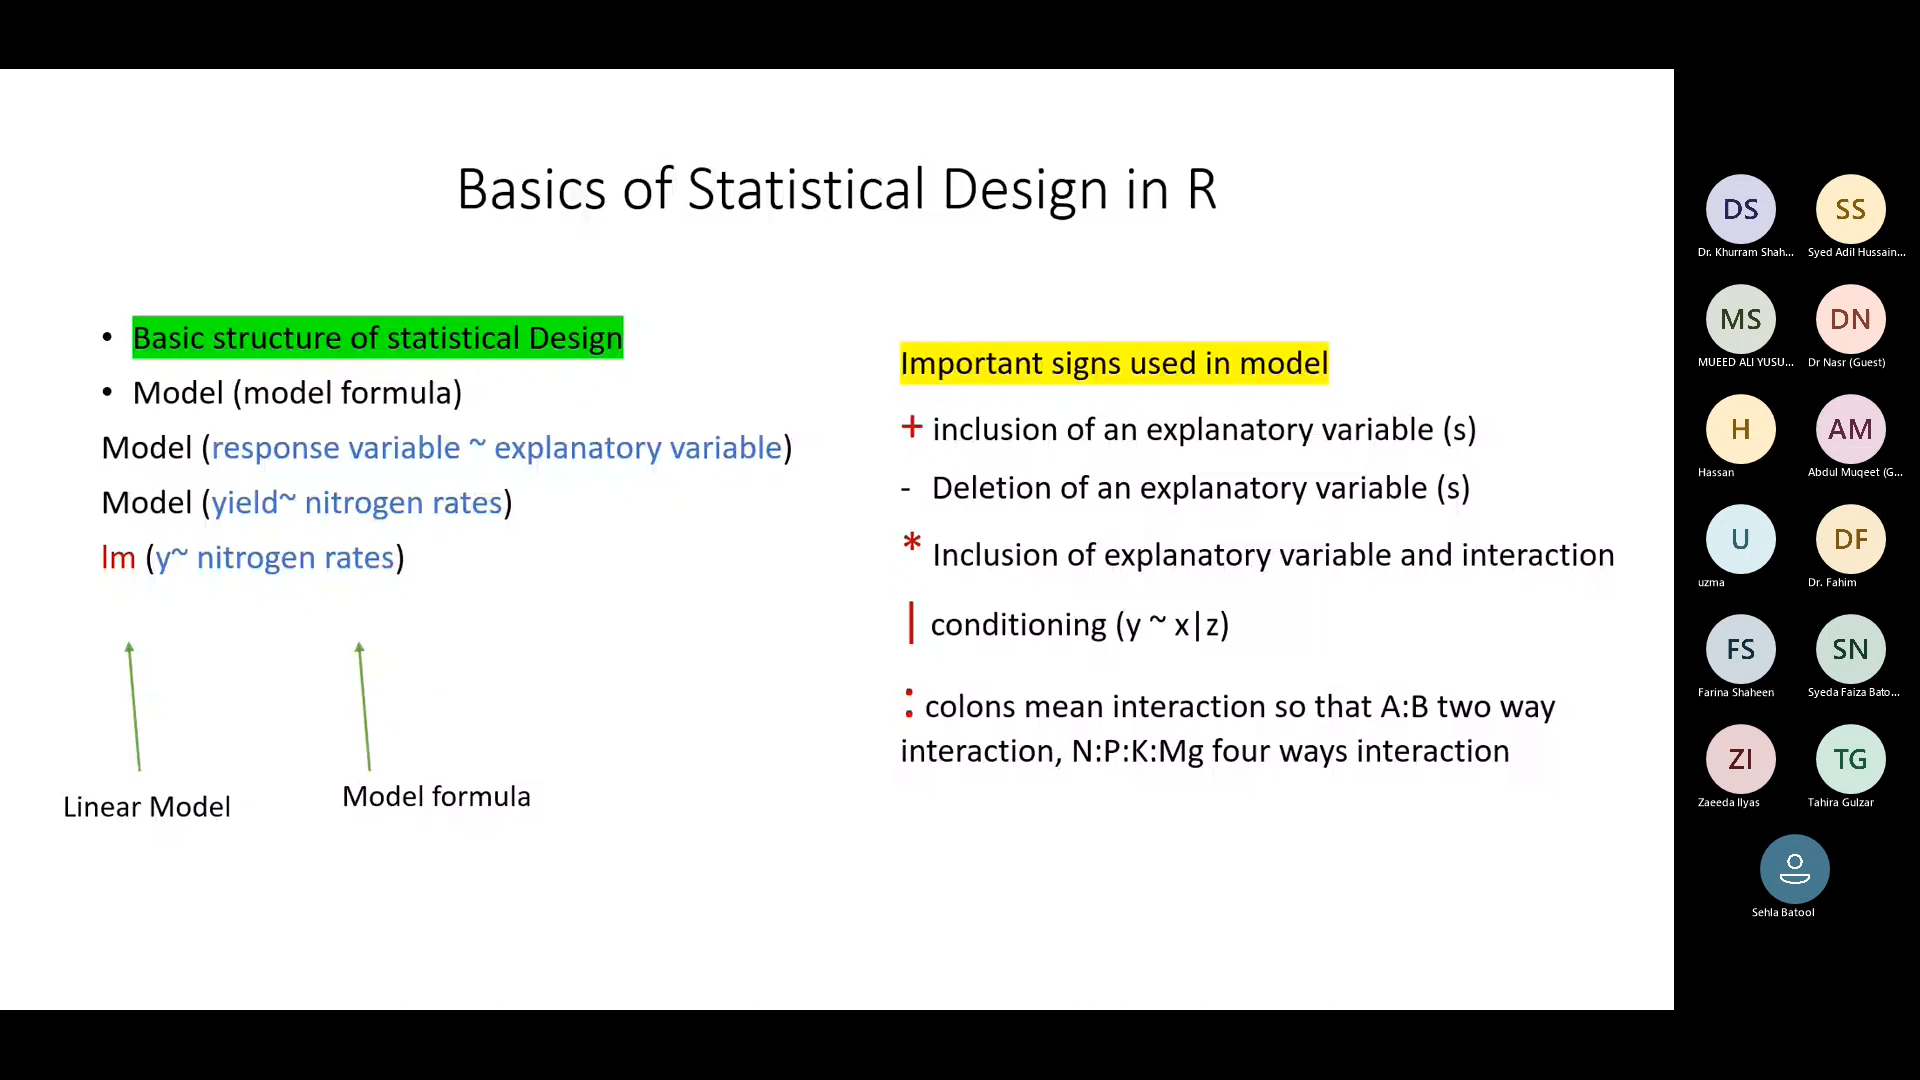 Basics of Statistical Design in R
• Basic structure of statistical Design
• Model (model formula)
Model (response variable ~ explanatory variable)
Model (yield~ nitrogen rates)
lm (y~ nitrogen rates)
Linear Model
Model formula
Important signs used in model
+ inclusion of an explanatory variable (s)
- Deletion of an explanatory variable (s)
* Inclusion of explanatory variable and interaction
| conditioning (y ~ x|z)
: colons mean interaction so that A:B two way
interaction, N:P:K:Mg four ways interaction
DS
Dr. Khurram Shah...
SS
Syed Adil Hussain...
MS
MUEED ALI YUSU...
DN
Dr Nasr (Guest)
H
Hassan
AM
Abdul Muqeet (G...
U
uzma
DF
Dr. Fahim
FS
Farina Shaheen
SN
Syeda Faiza Bato...
ZI
Zaeeda Ilyas
TG
Tahira Gulzar
Sehla Batool